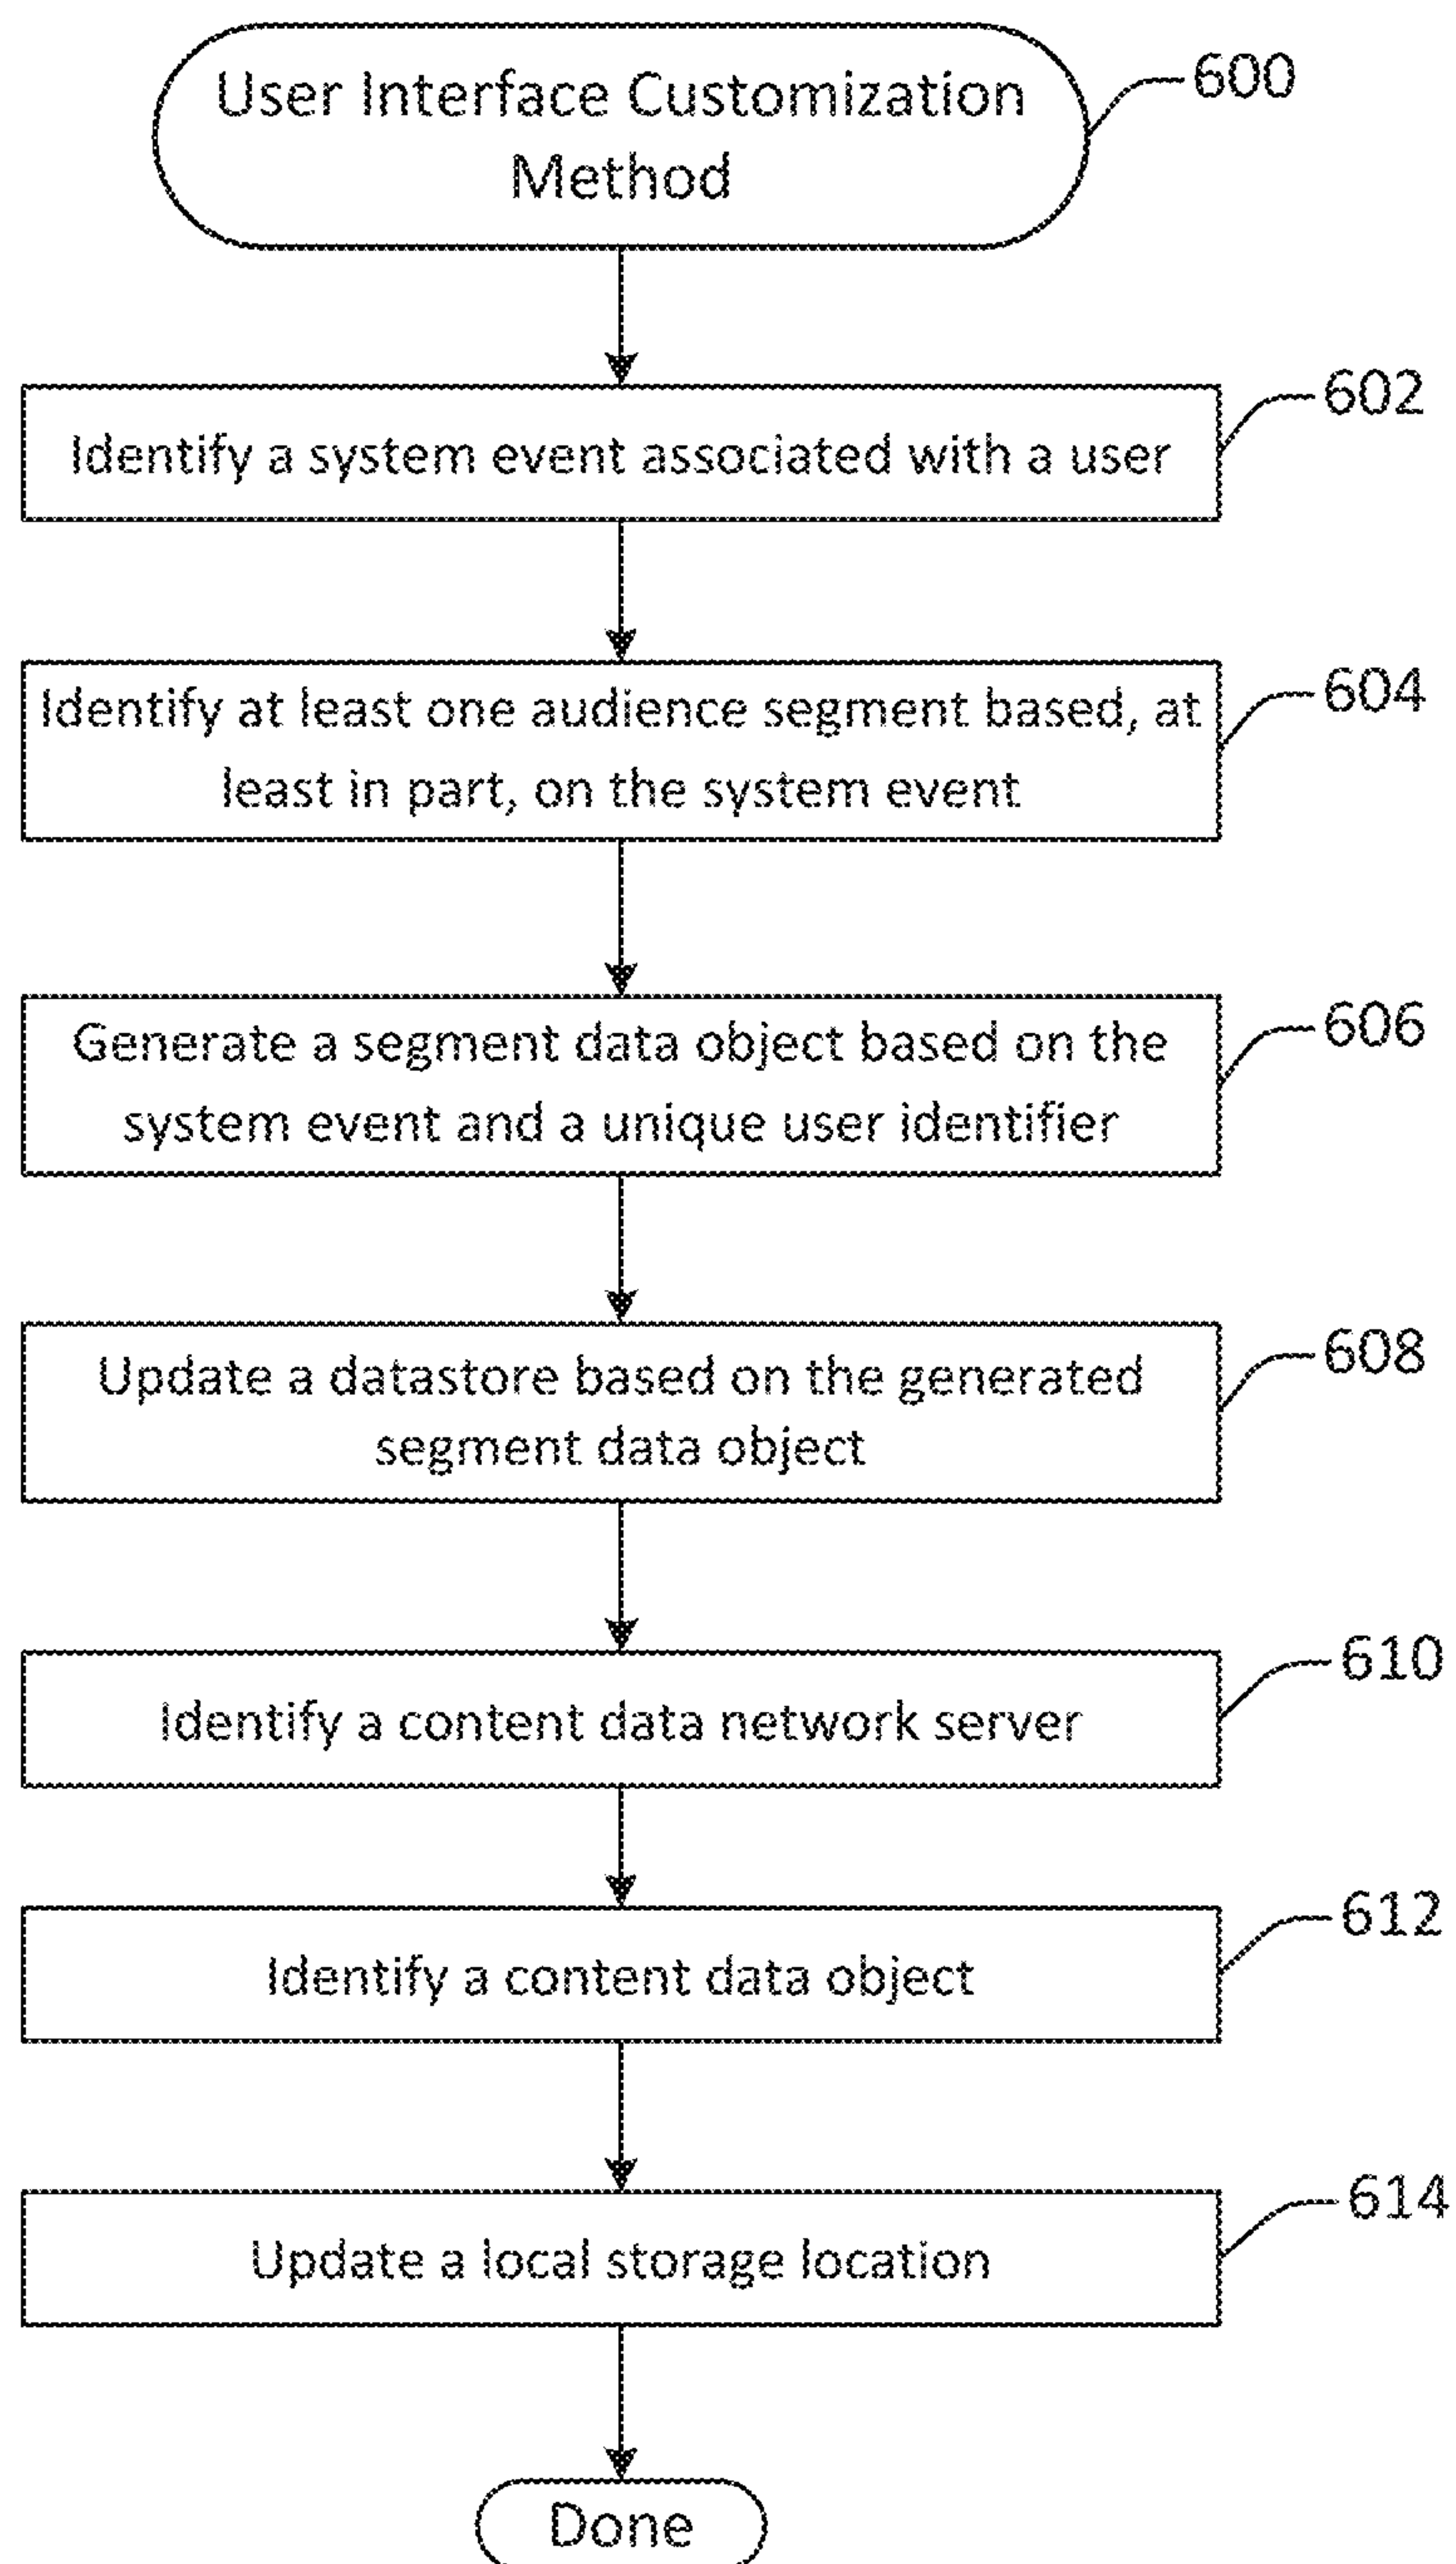 User Interface Customization
Method
600
Identify a system event associated with a user
602
Identify at least one audience segment based, at
least in part, on the system event
604
Generate a segment data object based on the
system event and a unique user identifier
606
Update a datastore based on the generated
segment data object
608
Identify a content data network server
610
Identify a content data object
612
Update a local storage location
614
Done